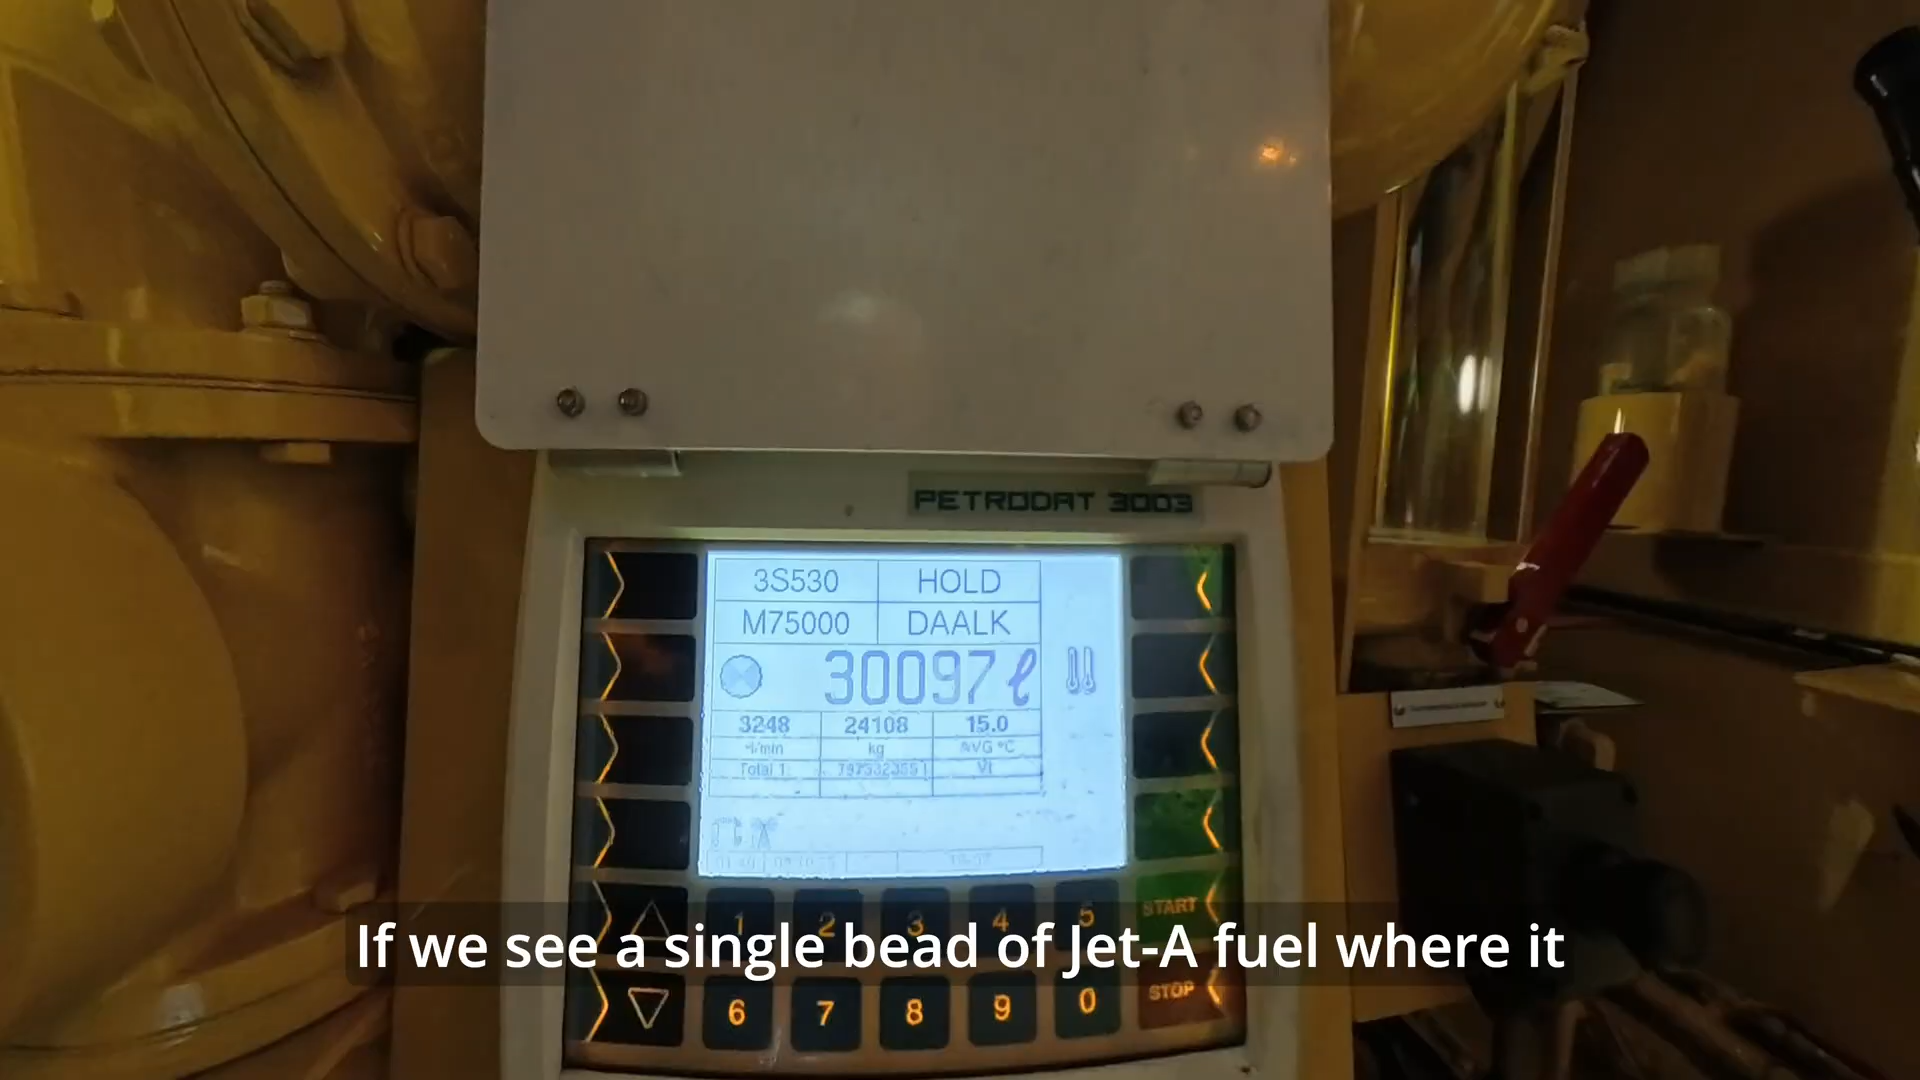 PETRODAT 3003
3S530 HOLD
M75000 DAALK
30097 ℓ
3248 24108 15.0
ℓ/min kg AVG °C
Total 1
1 2 3 4 5 START
If we see a single bead of Jet-A fuel where it
6 7 8 9 0 STOP